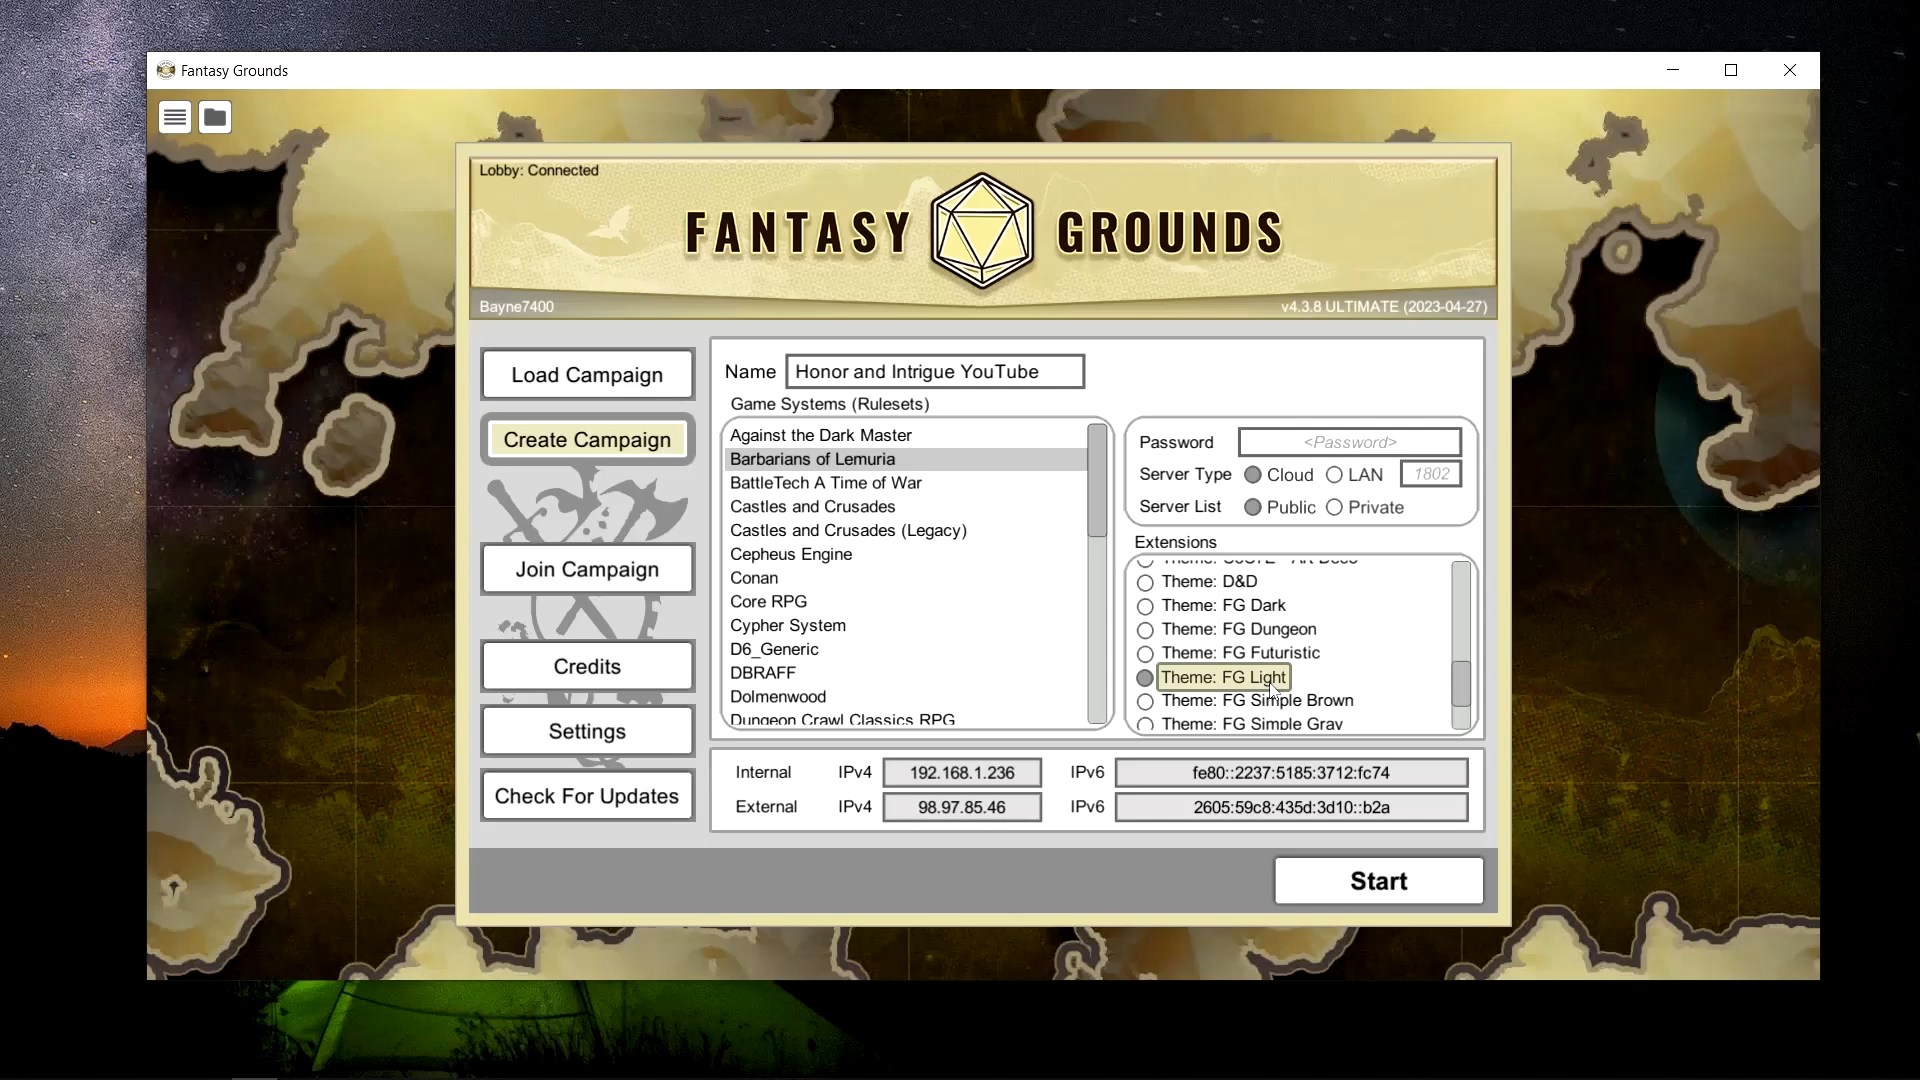 Fantasy Grounds
Lobby: Connected
FANTASY GROUNDS
Bayne7400
v4.3.8 ULTIMATE (2023-04-27)
Load Campaign
Create Campaign
Join Campaign
Credits
Settings
Check For Updates
Name
Honor and Intrigue YouTube
Game Systems (Rulesets)
Against the Dark Master
Barbarians of Lemuria
BattleTech A Time of War
Castles and Crusades
Castles and Crusades (Legacy)
Cepheus Engine
Conan
Core RPG
Cypher System
D6_Generic
DBRAFF
Dolmenwood
Dungeon Crawl Classics RPG
Password
<Password>
Server Type
Cloud
LAN
1802
Server List
Public
Private
Extensions
Theme: D&D
Theme: FG Dark
Theme: FG Dungeon
Theme: FG Futuristic
Theme: FG Light
Theme: FG Simple Brown
Theme: FG Simple Gray
Internal IPv4 192.168.1.236 IPv6 fe80::2237:5185:3712:fc74
External IPv4 98.97.85.46 IPv6 2605:59c8:435d:3d10::b2a
Start